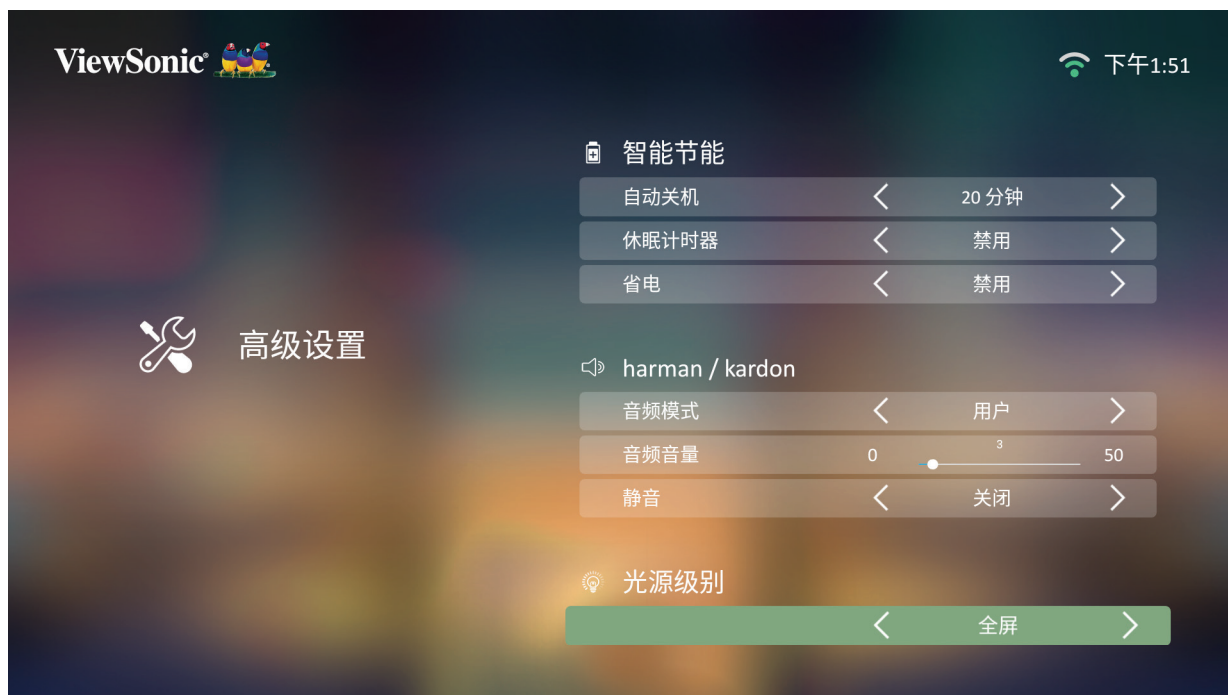 ViewSonic®
下午1:51
高级设置
智能节能
自动关机 20 分钟
休眠计时器 禁用
省电 禁用
harman / kardon
音频模式 用户
音频音量 0 3 50
静音 关闭
光源级别
全屏